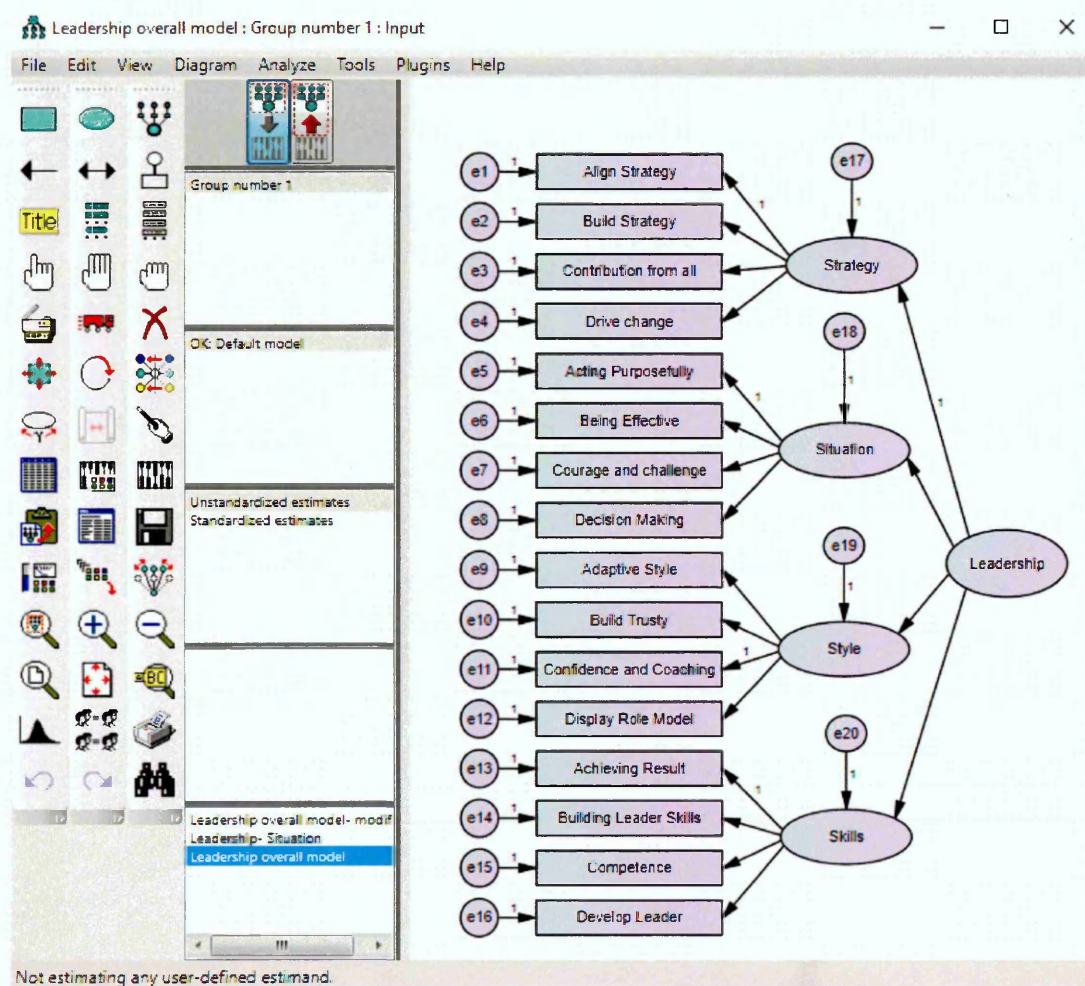 Leadership overall model : Group number 1 : Input
File Edit View Diagram Analyze Tools Plugins Help
Title
γ
ABC
Group number 1
OK: Default model
Unstandardized estimates
Standardized estimates
Leadership overall model- modif
Leadership- Situation
Leadership overall model
e1 1 Align Strategy
e2 1 Build Strategy
e3 1 Contribution from all
e4 1 Drive change
e5 1 Acting Purposefully
e6 1 Being Effective
e7 1 Courage and challenge
e8 1 Decision Making
e9 1 Adaptive Style
e10 1 Build Trusty
e11 1 Confidence and Coaching
e12 1 Display Role Model
e13 1 Achieving Result
e14 1 Building Leader Skills
e15 1 Competence
e16 1 Develop Leader
e17
1
1
Strategy
e18
1
1
Situation
e19
1
1
Style
e20
1
1
Skills
1
Leadership
Not estimating any user-defined estimand.